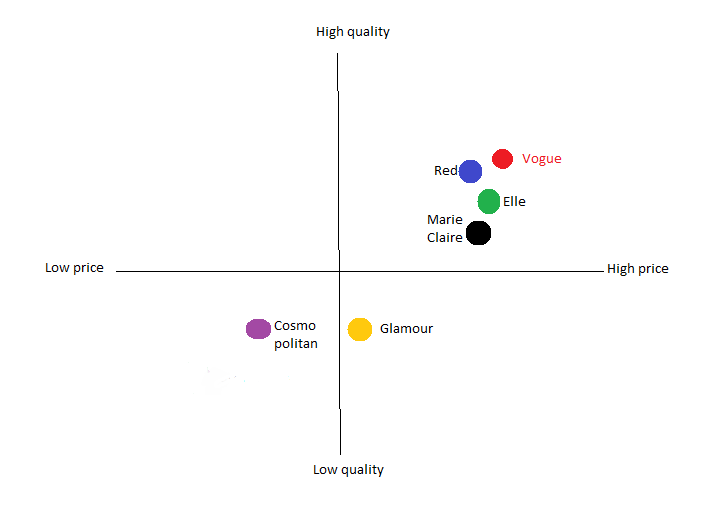 High quality
Red
Vogue
Elle
Marie
Claire
Low price
High price
Cosmo
politan
Glamour
Low quality